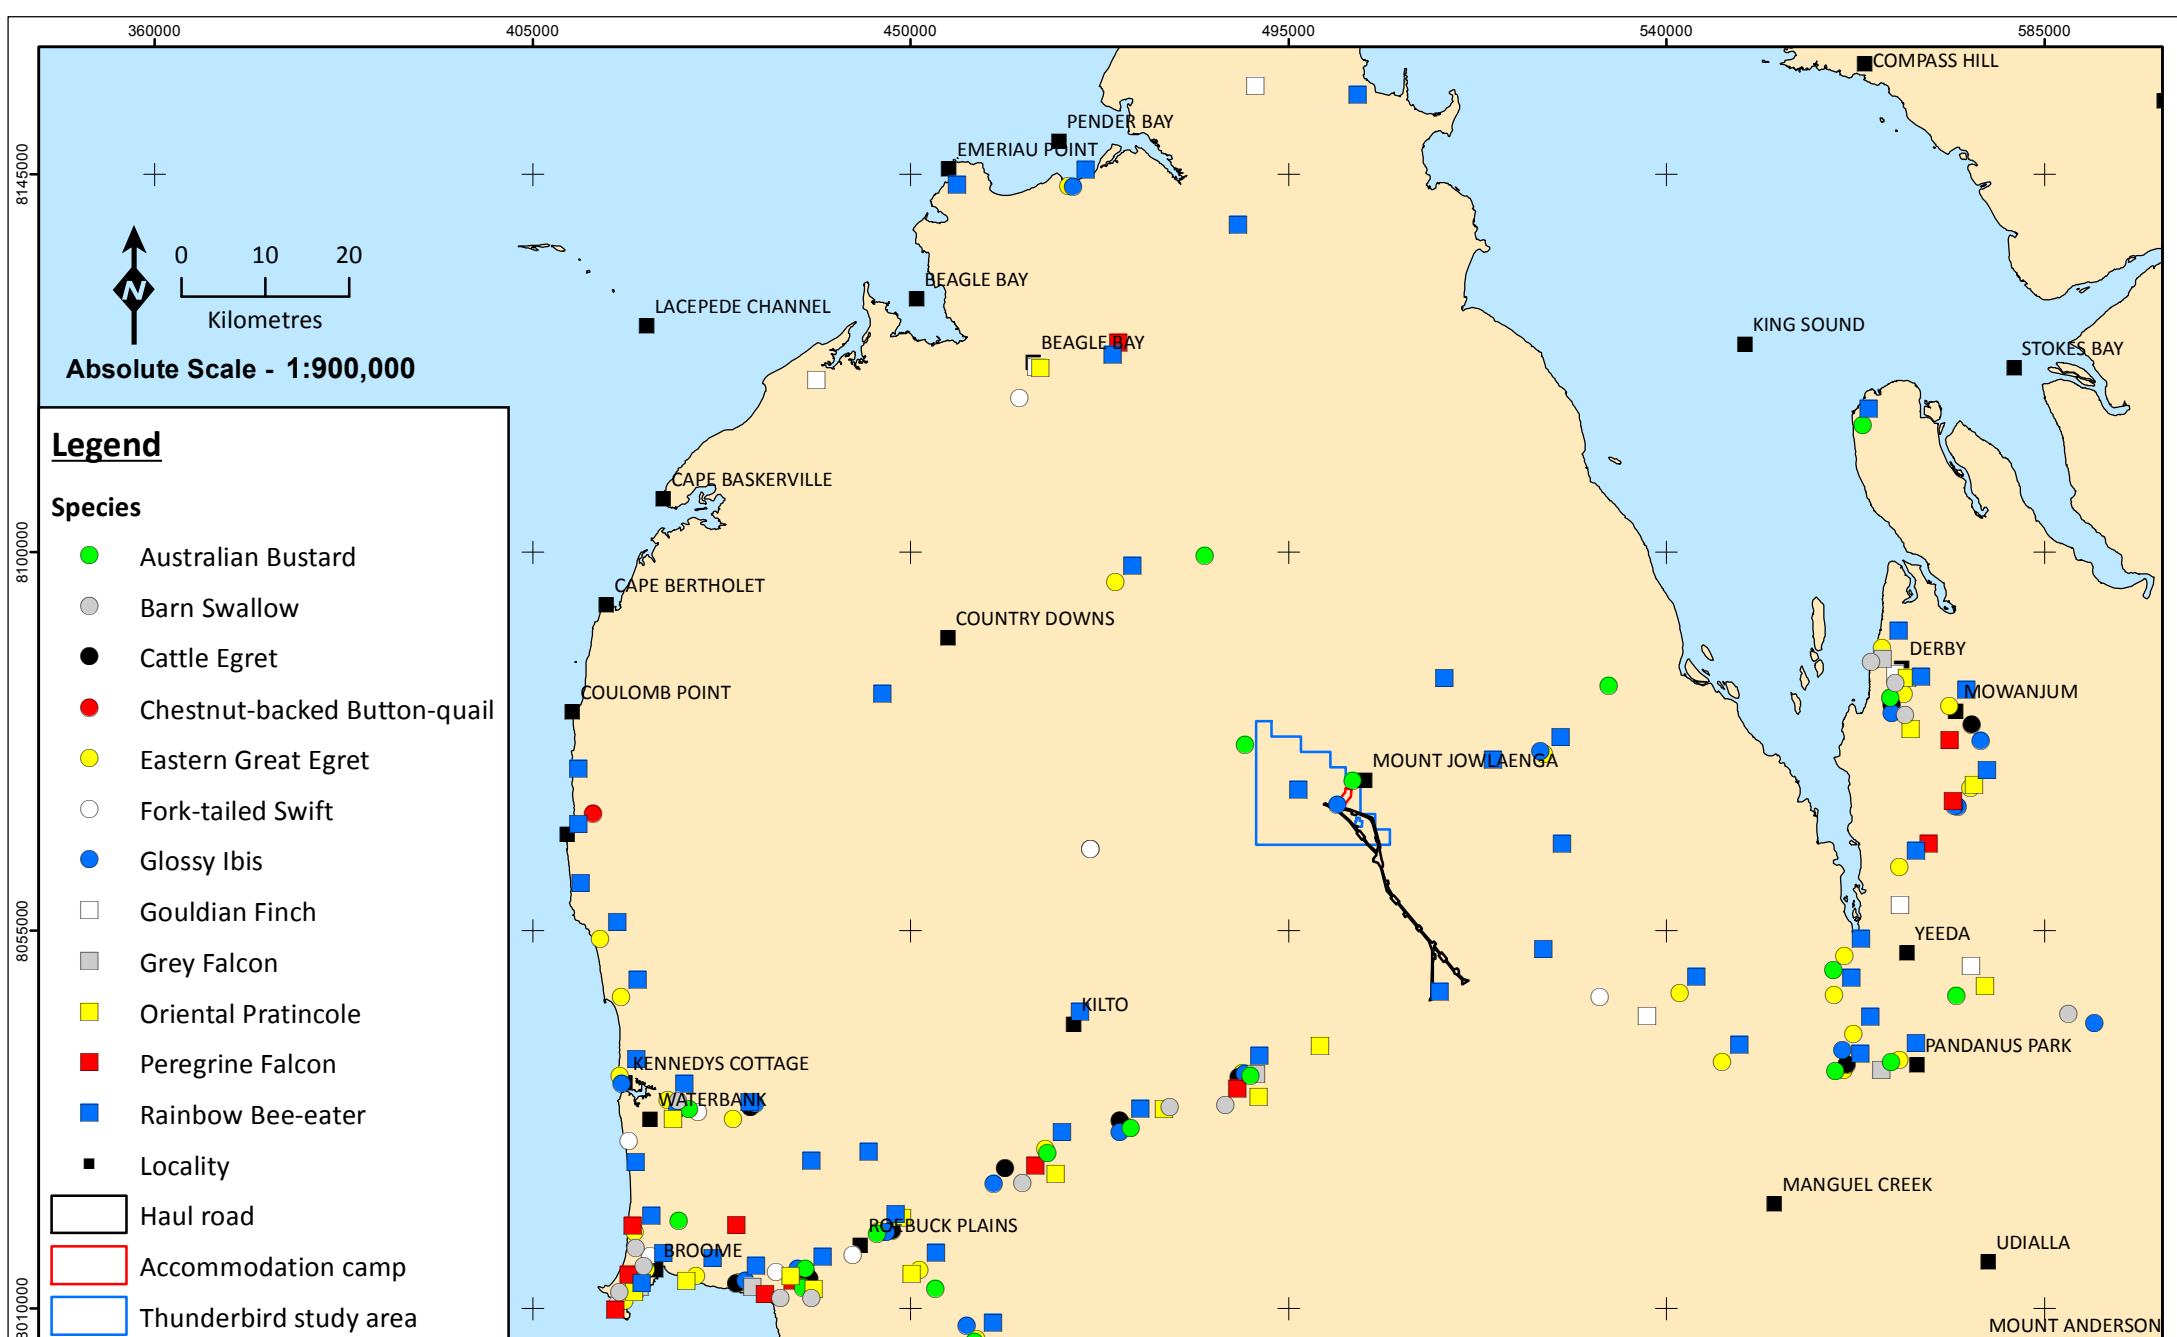 360000 405000 450000 495000 540000 585000
COMPASS HILL
PENDER BAY
EMERIAU POINT
8145000
0 10 20
Kilometres
N
Absolute Scale - 1:900,000
BEAGLE BAY
LACEPEDE CHANNEL
KING SOUND
BEAGLE BAY
STOKES BAY
Legend
Species
Australian Bustard
Barn Swallow
Cattle Egret
Chestnut-backed Button-quail
Eastern Great Egret
Fork-tailed Swift
Glossy Ibis
Gouldian Finch
Grey Falcon
Oriental Pratincole
Peregrine Falcon
Rainbow Bee-eater
Locality
Haul road
Accommodation camp
Thunderbird study area
CAPE BASKERVILLE
8100000
CAPE BERTHOLET
COUNTRY DOWNS
DERBY
COULOMB POINT
MOWANJUM
MOUNT JOWLAENGA
8055000
YEEDA
KILTO
PANDANUS PARK
KENNEDYS COTTAGE
WATERBANK
MANGUEL CREEK
ROEBUCK PLAINS
BROOME
UDIALLA
8010000
MOUNT ANDERSON